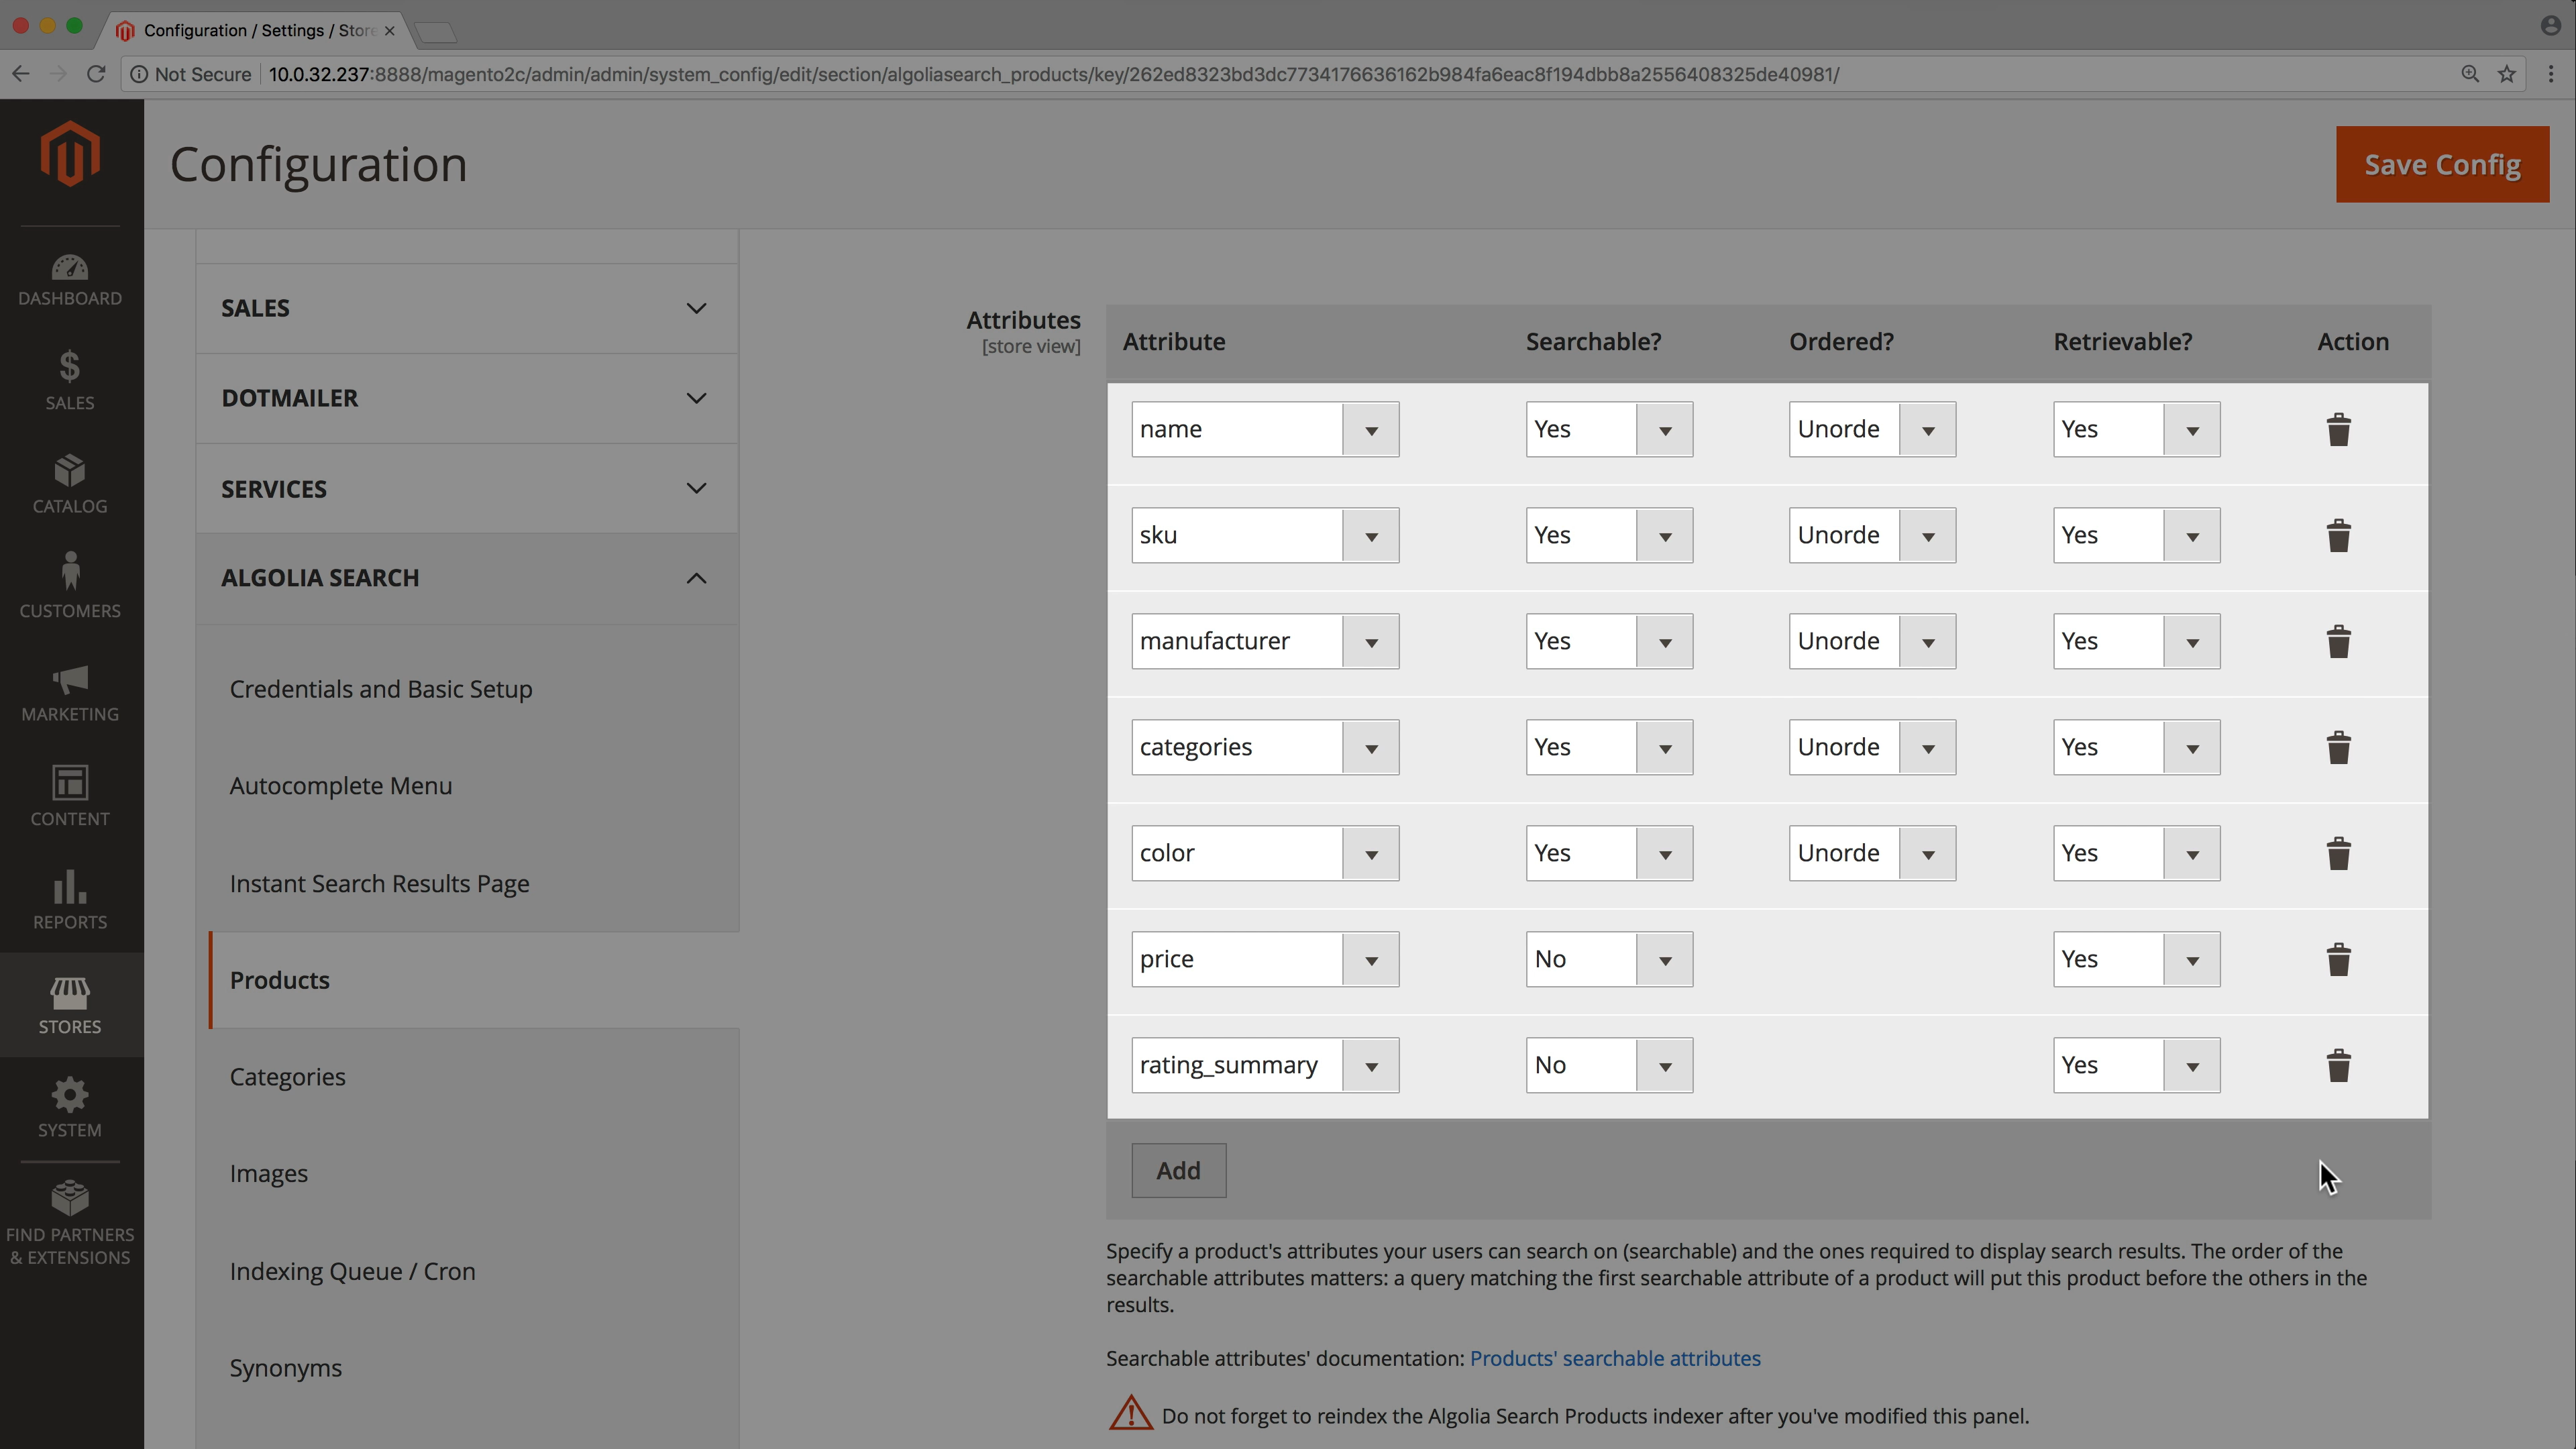 Configuration / Settings / Store
Not Secure 10.0.32.237:8888/magento2c/admin/admin/system_config/edit/section/algoliasearch_products/key/262ed8323bd3dc7734176636162b984fa6eac8f194dbb8a2556408325de40981/
Configuration
Save Config
DASHBOARD
SALES
CATALOG
CUSTOMERS
MARKETING
CONTENT
REPORTS
STORES
SYSTEM
FIND PARTNERS
& EXTENSIONS
SALES
DOTMAILER
SERVICES
ALGOLIA SEARCH
Credentials and Basic Setup
Autocomplete Menu
Instant Search Results Page
Products
Categories
Images
Indexing Queue / Cron
Synonyms
Attributes
[store view]
Attribute Searchable? Ordered? Retrievable? Action
name Yes Unorde Yes
sku Yes Unorde Yes
manufacturer Yes Unorde Yes
categories Yes Unorde Yes
color Yes Unorde Yes
price No Yes
rating_summary No Yes
Add
Specify a product's attributes your users can search on (searchable) and the ones required to display search results. The order of the
searchable attributes matters: a query matching the first searchable attribute of a product will put this product before the others in the
results.
Searchable attributes' documentation: Products' searchable attributes
Do not forget to reindex the Algolia Search Products indexer after you've modified this panel.